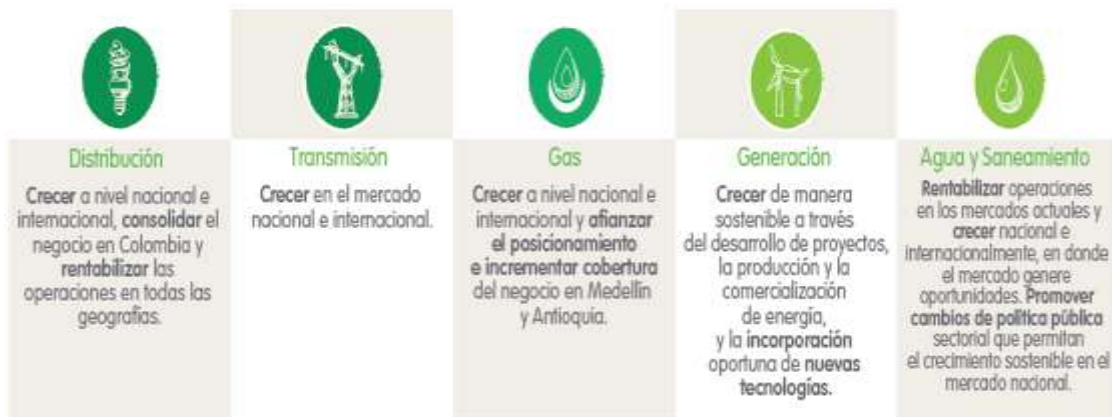 Distribución
Crecer a nivel nacional e
internacional, consolidar el
negocio en Colombia y
rentabilizar las
operaciones en todas las
geografías.
Transmisión
Crecer en el mercado
nacional e internacional.
Gas
Crecer a nivel nacional e
internacional y afianzar
el posicionamiento
e incrementar cobertura
del negocio en Medellín
y Antioquia.
Generación
Crecer de manera
sostenible a través
del desarrollo de proyectos,
la producción y la
comercialización
de energía,
y la incorporación
oportuna de nuevas
tecnologías.
Agua y Saneamiento
Rentabilizar operaciones
en los mercados actuales y
crecer nacional e
internacionalmente, en donde
el mercado genere
oportunidades. Promover
cambios de política pública
sectorial que permitan
el crecimiento sostenible en el
mercado nacional.